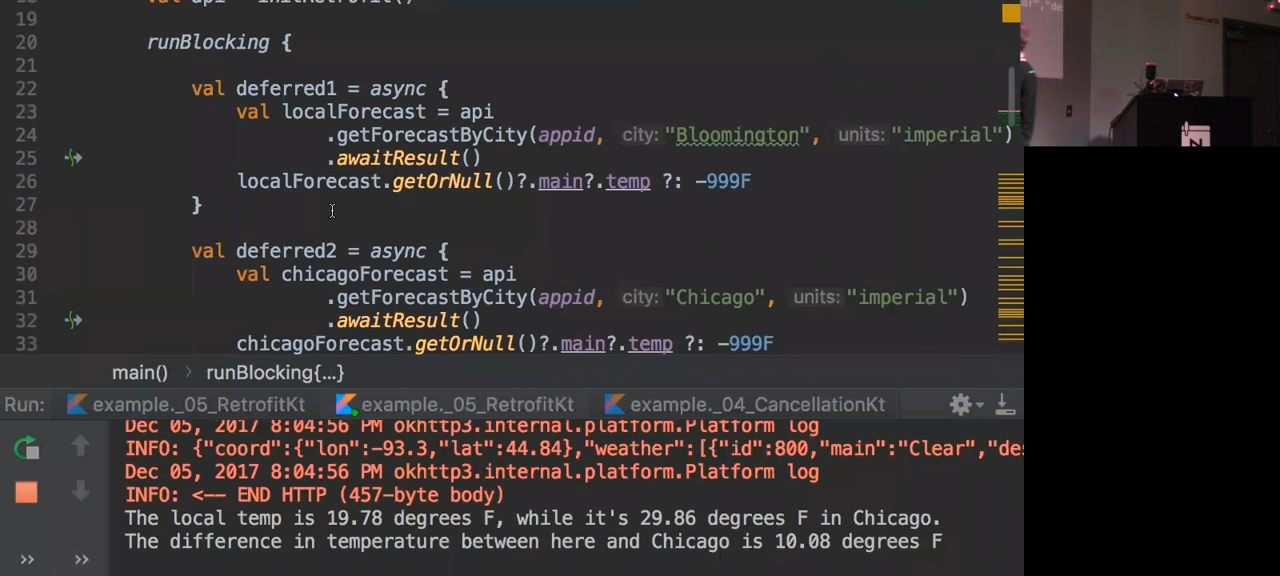 19
20 runBlocking {
21
22 val deferred1 = async {
23 val localForecast = api
24 .getForecastByCity(appid, city: "Bloomington", units: "imperial")
25 .awaitResult()
26 localForecast.getOrNull()?.main?.temp ?: -999F
27 }
28
29 val deferred2 = async {
30 val chicagoForecast = api
31 .getForecastByCity(appid, city: "Chicago", units: "imperial")
32 .awaitResult()
33 chicagoForecast.getOrNull()?.main?.temp ?: -999F
main() › runBlocking{...}
Run: example._05_RetrofitKt example._05_RetrofitKt example._04_CancellationKt
Dec 05, 2017 8:04:56 PM okhttp3.internal.platform.Platform log
INFO: {"coord":{"lon":-93.3,"lat":44.84},"weather":[{"id":800,"main":"Clear","des
Dec 05, 2017 8:04:56 PM okhttp3.internal.platform.Platform log
INFO: <-- END HTTP (457-byte body)
The local temp is 19.78 degrees F, while it's 29.86 degrees F in Chicago.
The difference in temperature between here and Chicago is 10.08 degrees F